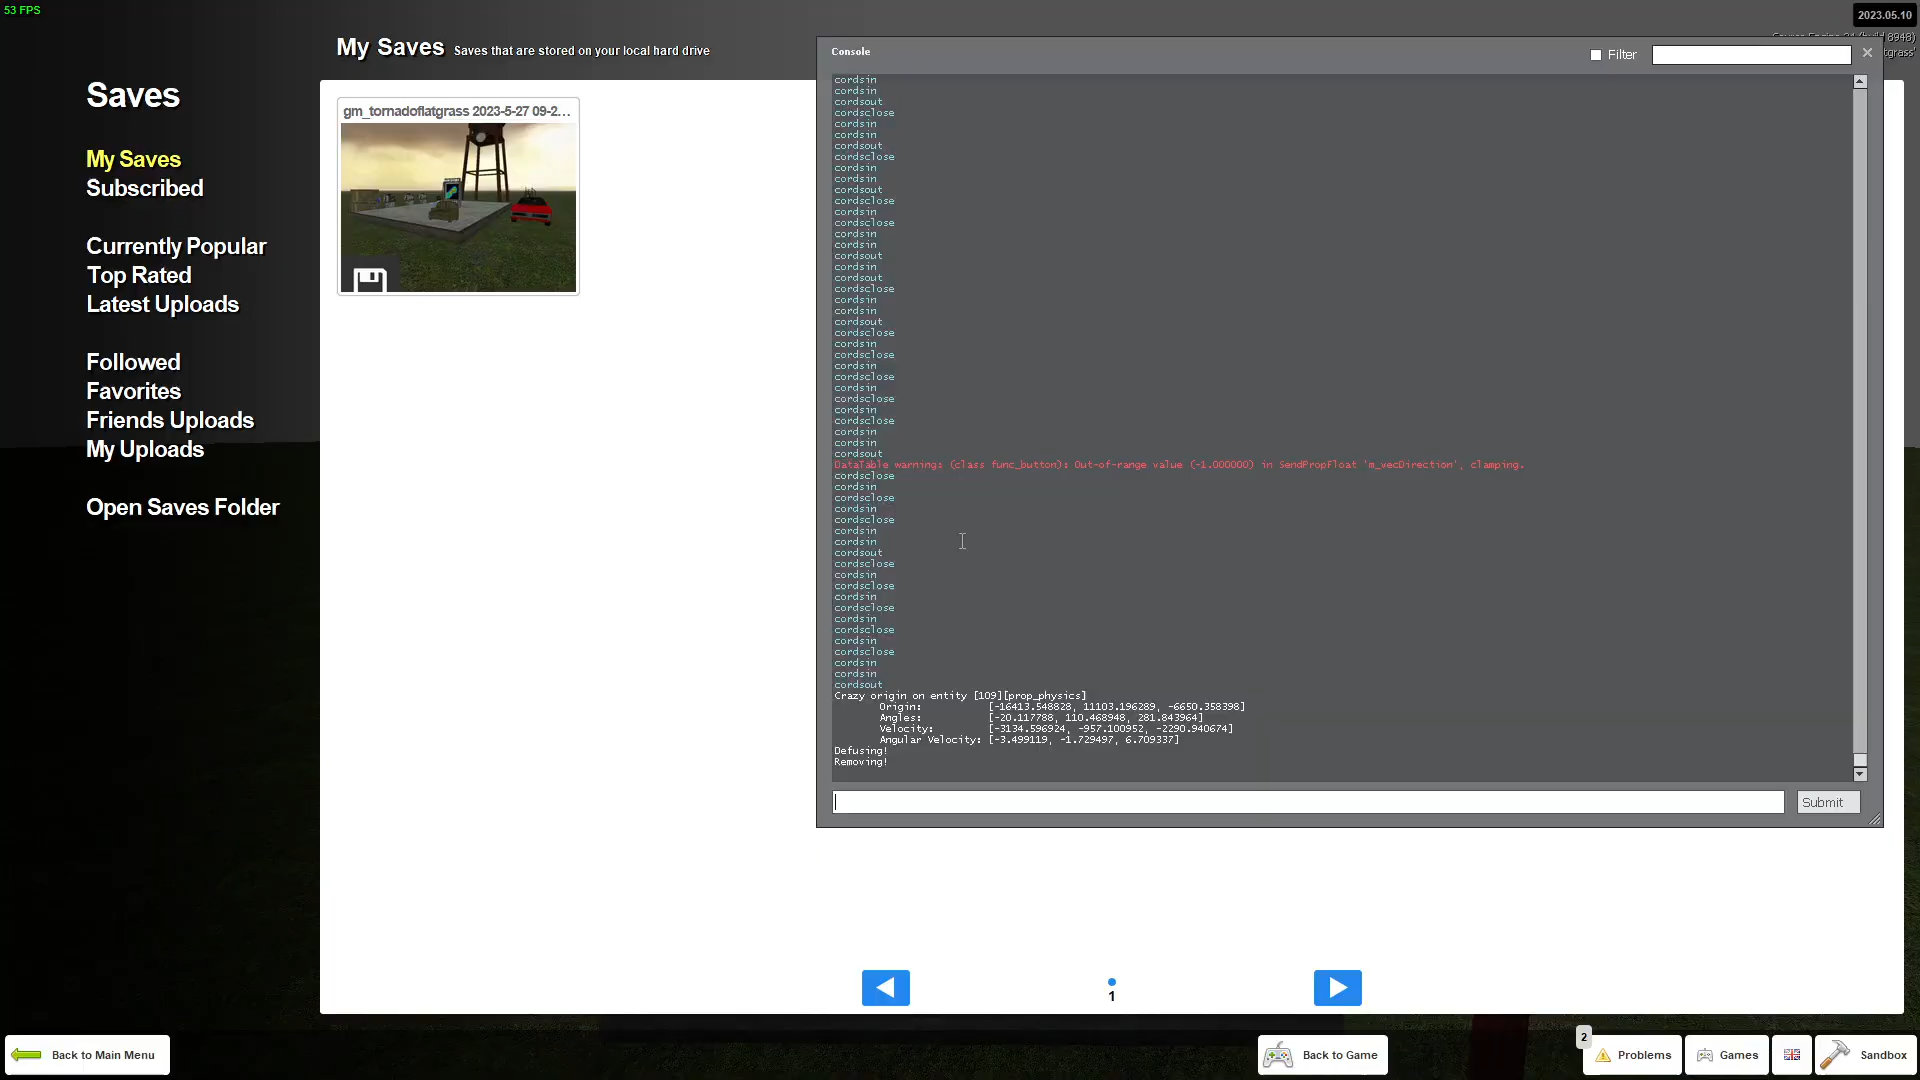 53 FPS
2023.05.10
My Saves Saves that are stored on your local hard drive
Saves
My Saves
Subscribed
Currently Popular
Top Rated
Latest Uploads
Followed
Favorites
Friends Uploads
My Uploads
Open Saves Folder
gm_tornadoflatgrass 2023-5-27 09-2...
Console
Filter
cordsin
cordsin
cordsout
cordsclose
cordsin
cordsin
cordsout
cordsclose
cordsin
cordsin
cordsout
cordsclose
cordsin
cordsclose
cordsin
cordsin
cordsout
cordsin
cordsout
cordsclose
cordsin
cordsin
cordsout
cordsclose
cordsin
cordsclose
cordsin
cordsclose
cordsin
cordsclose
cordsin
cordsclose
cordsin
cordsin
cordsout
DataTable warning: (class func_button): Out-of-range value (-1.000000) in SendPropFloat 'm_vecDirection', clamping.
cordsclose
cordsin
cordsclose
cordsin
cordsclose
cordsin
cordsin
cordsout
cordsclose
cordsin
cordsclose
cordsin
cordsclose
cordsin
cordsclose
cordsin
cordsclose
cordsin
cordsin
cordsout
Crazy origin on entity [109][prop_physics]
Origin: [-16413.548828, 11103.196289, -6650.358398]
Angles: [-20.117788, 110.468948, 281.843964]
Velocity: [-3134.596924, -957.100952, -2290.940674]
Angular Velocity: [-3.499119, -1.729497, 6.709337]
Defusing!
Removing!
Submit
1
Back to Main Menu
Back to Game
2
Problems
Games
Sandbox